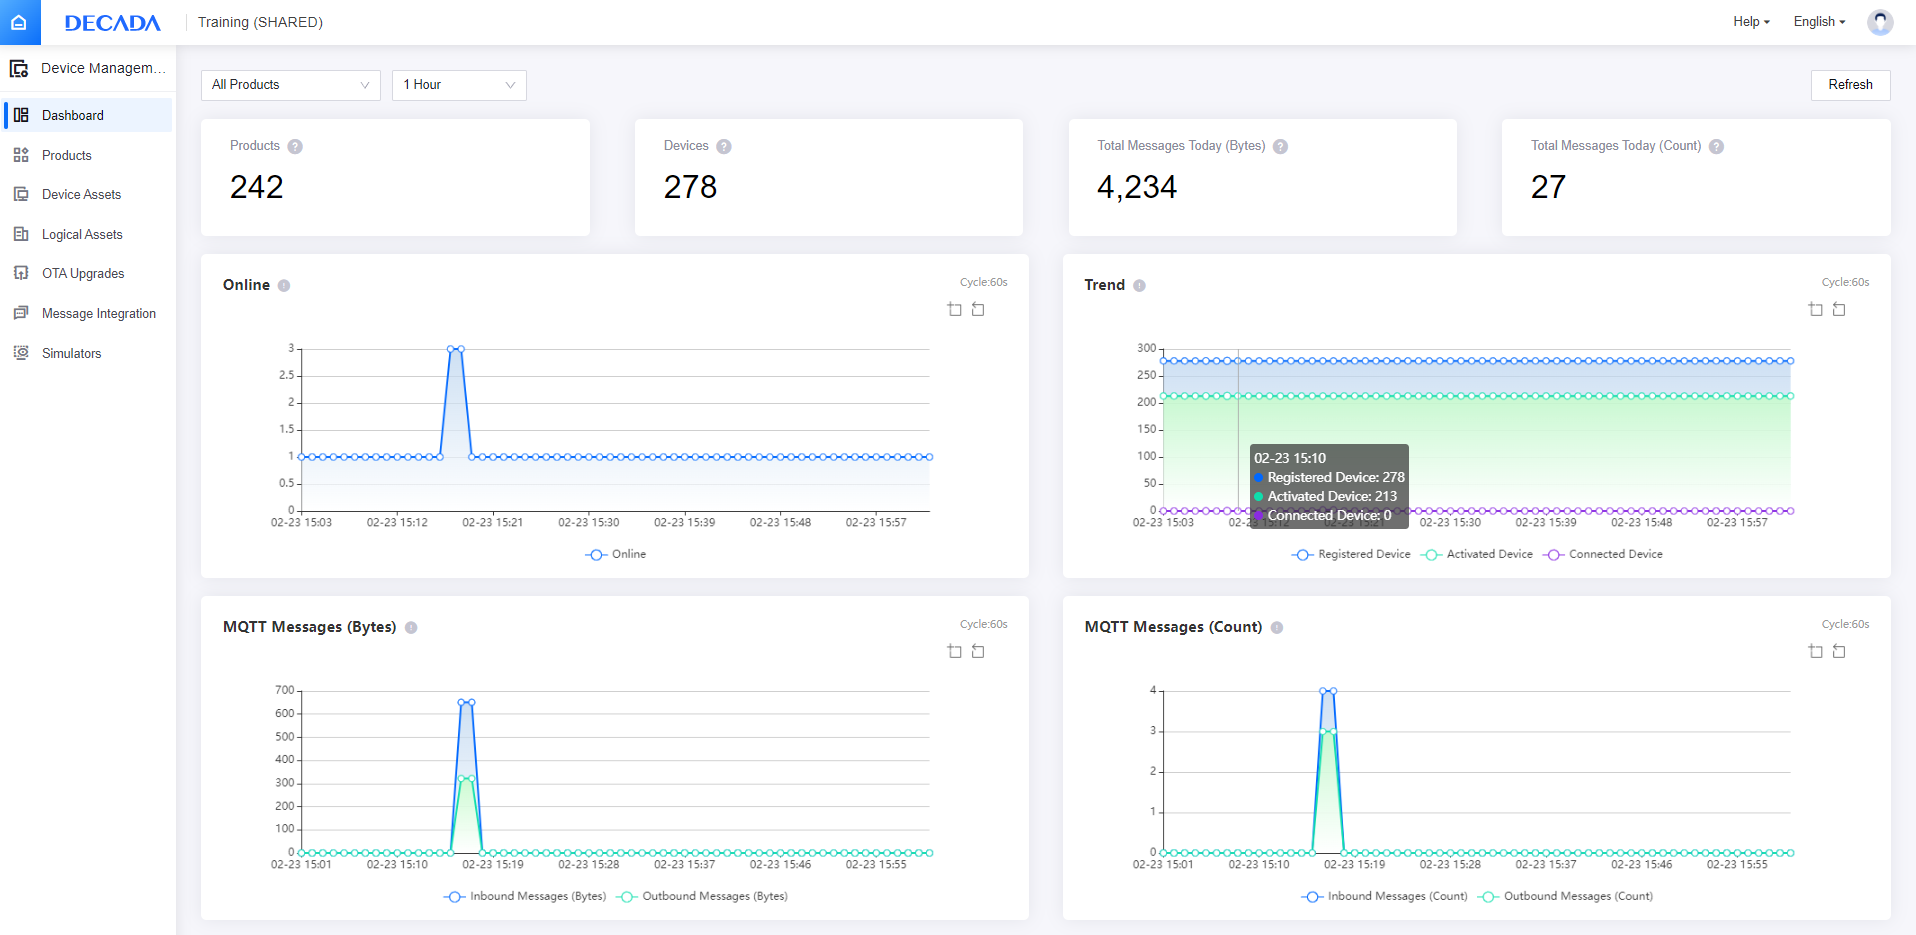 DECADA
Training (SHARED)
Help
English
Device Managem...
Dashboard
Products
Device Assets
Logical Assets
OTA Upgrades
Message Integration
Simulators
All Products
1 Hour
Refresh
Products ?
242
Devices ?
278
Total Messages Today (Bytes) ?
4,234
Total Messages Today (Count) ?
27
Online
Cycle:60s
3
2.5
2
1.5
1
0.5
0
02-23 15:03 02-23 15:12 02-23 15:21 02-23 15:30 02-23 15:39 02-23 15:48 02-23 15:57
Online
Trend
Cycle:60s
300
250
200
150
100
50
0
02-23 15:10
Registered Device: 278
Activated Device: 213
Connected Device: 0
02-23 15:03 02-23 15:12 15:21 02-23 15:30 02-23 15:39 02-23 15:48 02-23 15:57
Registered Device Activated Device Connected Device
MQTT Messages (Bytes)
Cycle:60s
700
600
500
400
300
200
100
0
02-23 15:01 02-23 15:10 02-23 15:19 02-23 15:28 02-23 15:37 02-23 15:46 02-23 15:55
Inbound Messages (Bytes) Outbound Messages (Bytes)
MQTT Messages (Count)
Cycle:60s
4
3
2
1
0
02-23 15:01 02-23 15:10 02-23 15:19 02-23 15:28 02-23 15:37 02-23 15:46 02-23 15:55
Inbound Messages (Count) Outbound Messages (Count)